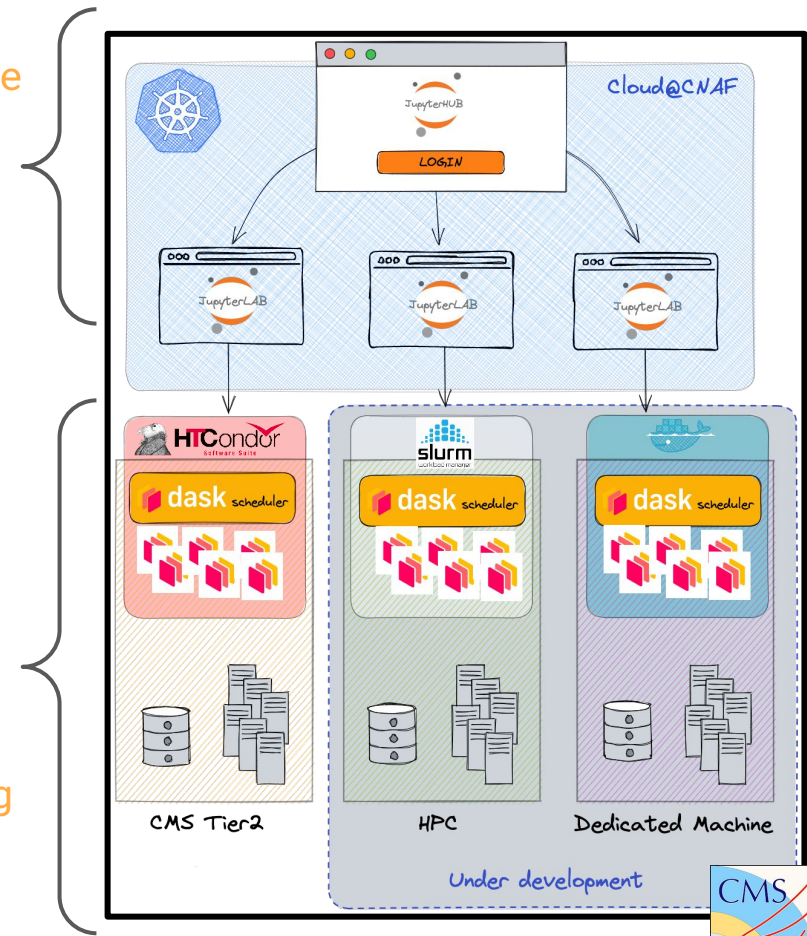 e
Cloud@CNAF
JupyterHUB
LOGIN
JupyterLAB
JupyterLAB
JupyterLAB
HTCondor
Software Suite
slurm
workload manager
dask scheduler
dask scheduler
dask scheduler
g
CMS Tier2
HPC
Dedicated Machine
Under development
CMS